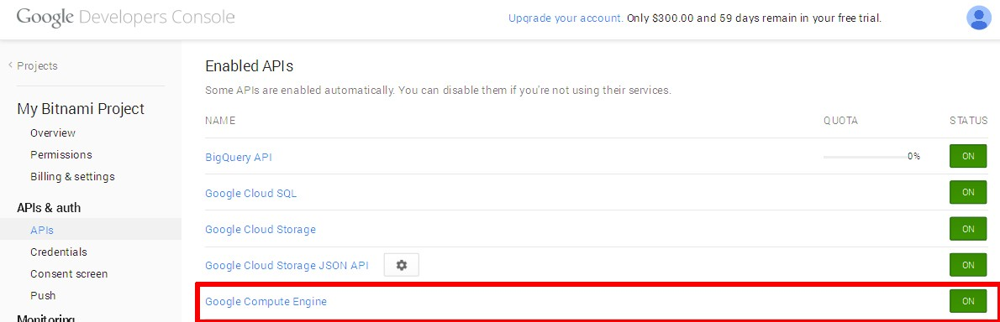 Google Developers Console
Upgrade your account. Only $300.00 and 59 days remain in your free trial.
Projects
My Bitnami Project
Overview
Permissions
Billing & settings
APIs & auth
APIs
Credentials
Consent screen
Push
Monitoring
Enabled APIs
Some APIs are enabled automatically. You can disable them if you're not using their services.
NAME QUOTA STATUS
BigQuery API 0% ON
Google Cloud SQL ON
Google Cloud Storage ON
Google Cloud Storage JSON API ON
Google Compute Engine ON